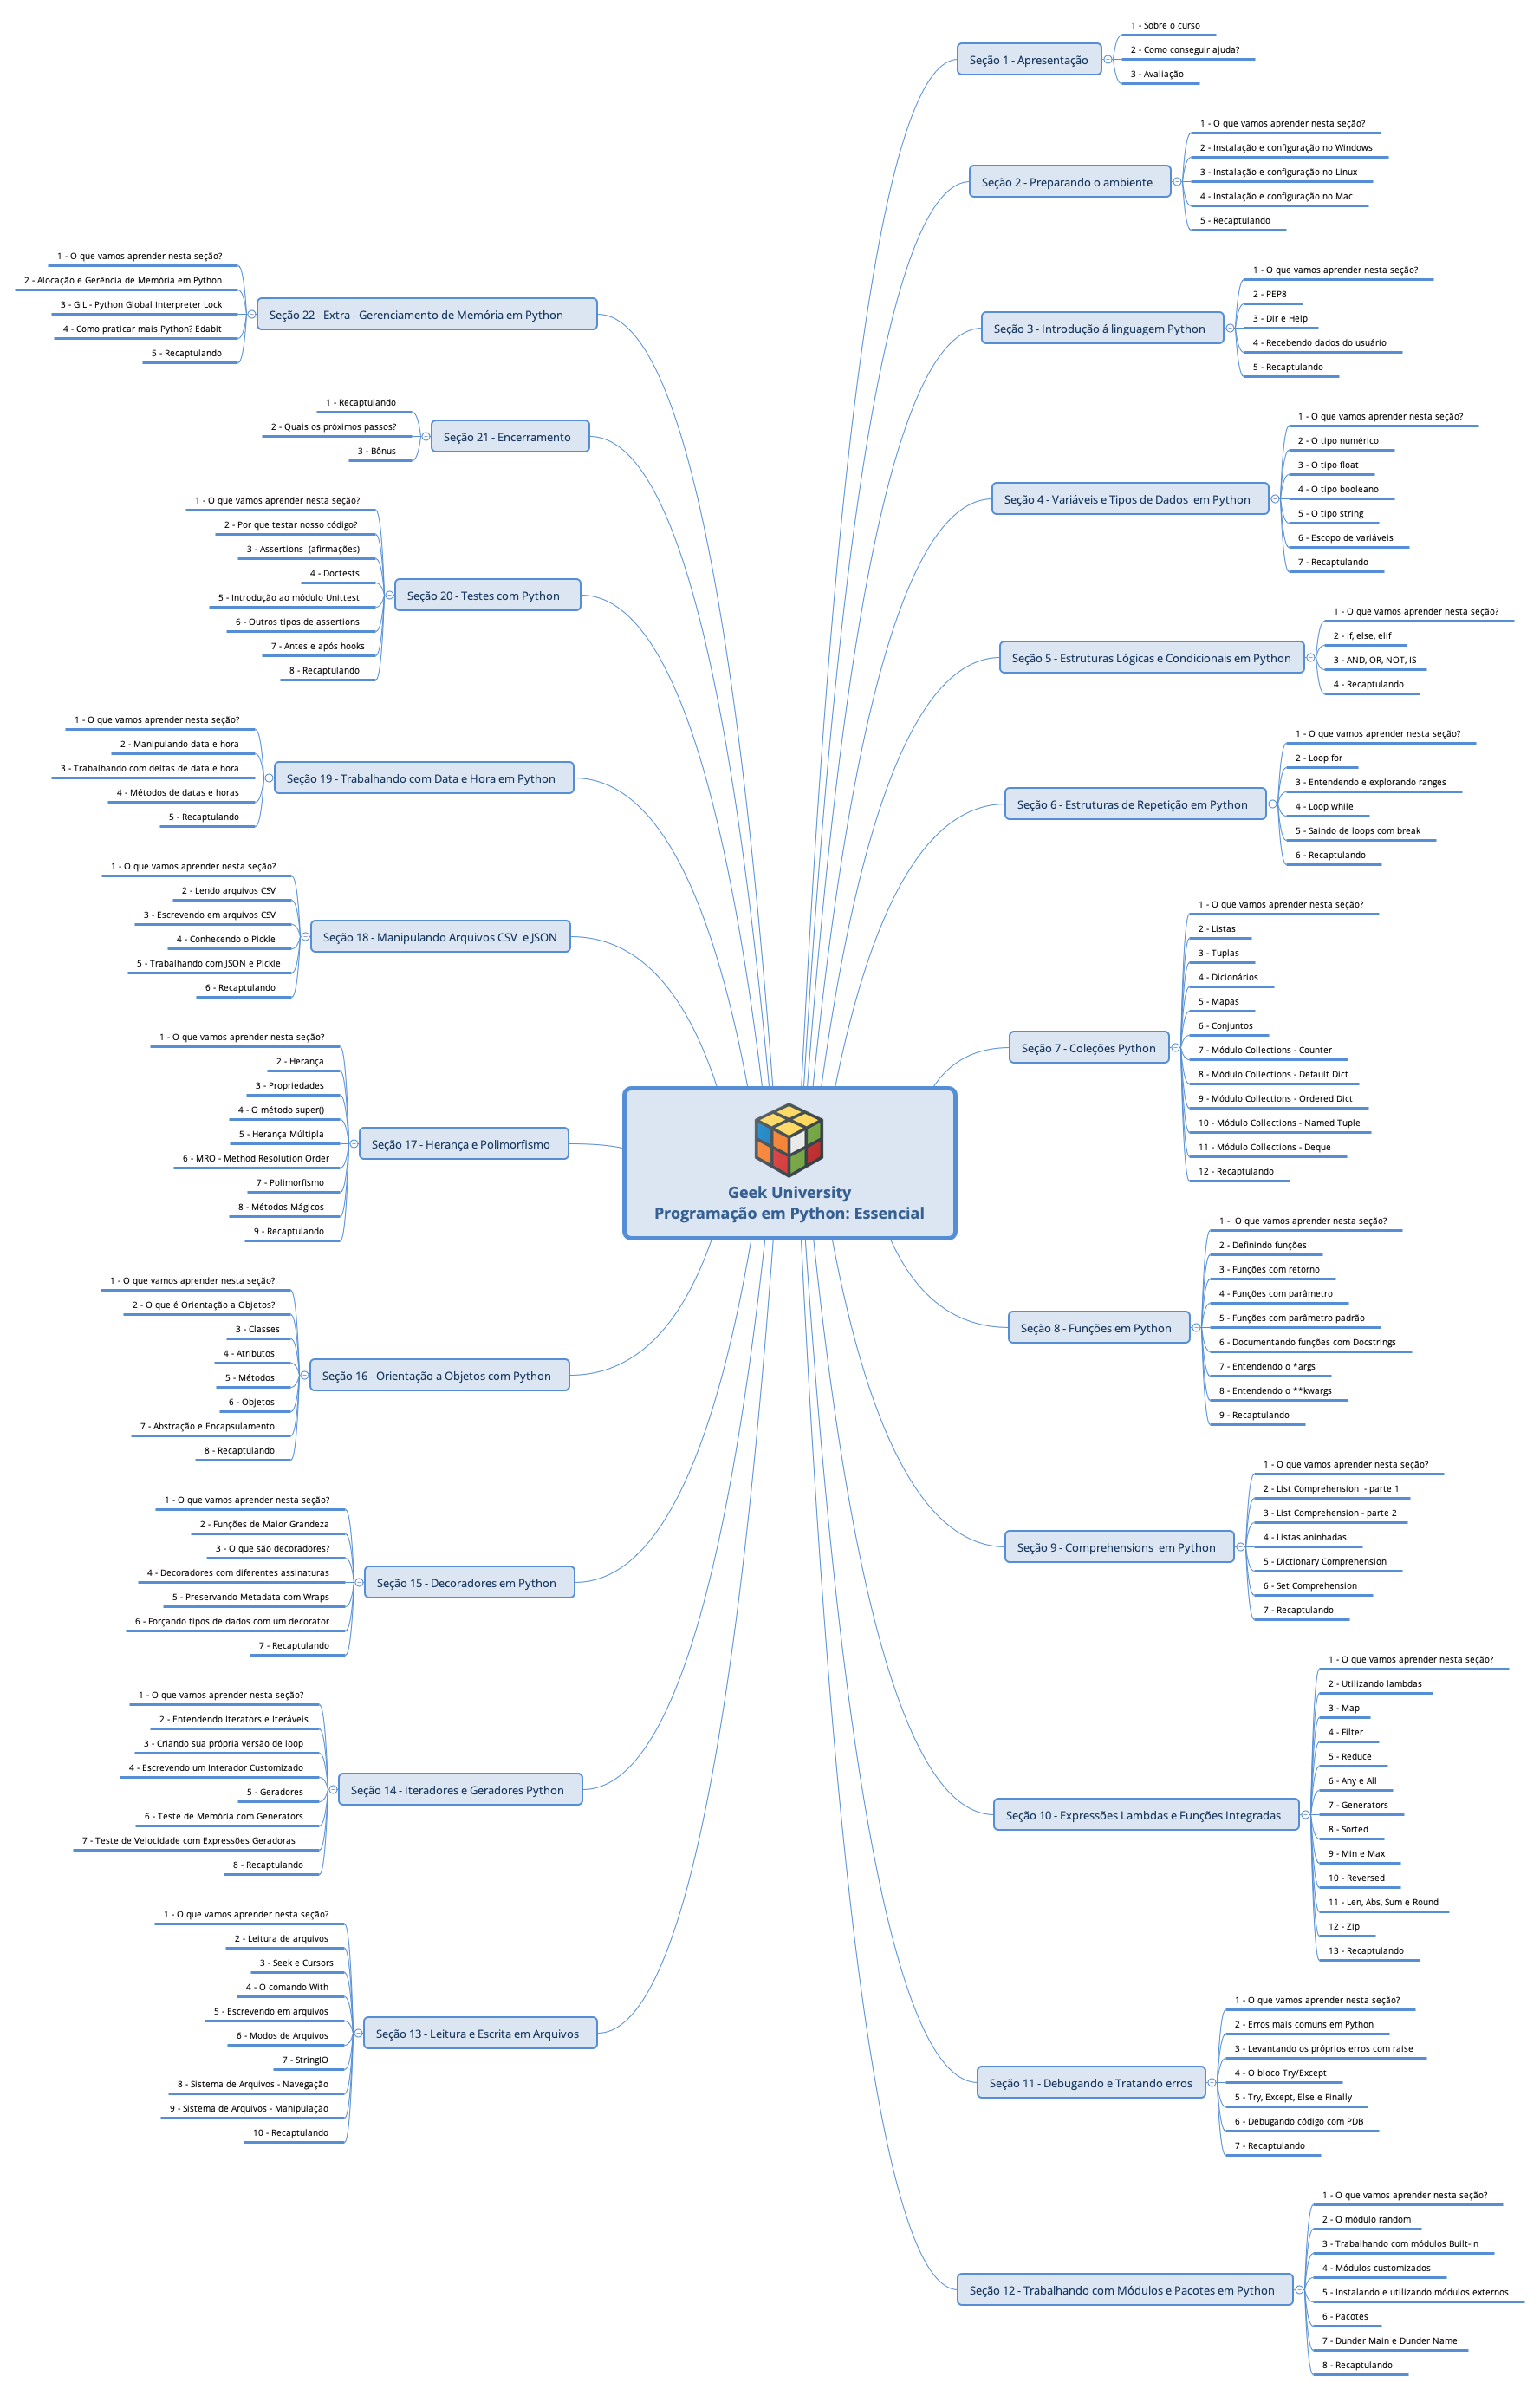 Geek University
Programação em Python: Essencial
Seção 1 - Apresentação
1 - Sobre o curso
2 - Como conseguir ajuda?
3 - Avaliação
Seção 2 - Preparando o ambiente
1 - O que vamos aprender nesta seção?
2 - Instalação e configuração no Windows
3 - Instalação e configuração no Linux
4 - Instalação e configuração no Mac
5 - Recaptulando
Seção 3 - Introdução á linguagem Python
1 - O que vamos aprender nesta seção?
2 - PEP8
3 - Dir e Help
4 - Recebendo dados do usuário
5 - Recaptulando
Seção 4 - Variáveis e Tipos de Dados  em Python
1 - O que vamos aprender nesta seção?
2 - O tipo numérico
3 - O tipo float
4 - O tipo booleano
5 - O tipo string
6 - Escopo de variáveis
7 - Recaptulando
Seção 5 - Estruturas Lógicas e Condicionais em Python
1 - O que vamos aprender nesta seção?
2 - If, else, elif
3 - AND, OR, NOT, IS
4 - Recaptulando
Seção 6 - Estruturas de Repetição em Python
1 - O que vamos aprender nesta seção?
2 - Loop for
3 - Entendendo e explorando ranges
4 - Loop while
5 - Saindo de loops com break
6 - Recaptulando
Seção 7 - Coleções Python
1 - O que vamos aprender nesta seção?
2 - Listas
3 - Tuplas
4 - Dicionários
5 - Mapas
6 - Conjuntos
7 - Módulo Collections - Counter
8 - Módulo Collections - Default Dict
9 - Módulo Collections - Ordered Dict
10 - Módulo Collections - Named Tuple
11 - Módulo Collections - Deque
12 - Recaptulando
Seção 8 - Funções em Python
1 -  O que vamos aprender nesta seção?
2 - Definindo funções
3 - Funções com retorno
4 - Funções com parâmetro
5 - Funções com parâmetro padrão
6 - Documentando funções com Docstrings
7 - Entendendo o *args
8 - Entendendo o **kwargs
9 - Recaptulando
Seção 9 - Comprehensions  em Python
1 - O que vamos aprender nesta seção?
2 - List Comprehension  - parte 1
3 - List Comprehension - parte 2
4 - Listas aninhadas
5 - Dictionary Comprehension
6 - Set Comprehension
7 - Recaptulando
Seção 10 - Expressões Lambdas e Funções Integradas
1 - O que vamos aprender nesta seção?
2 - Utilizando lambdas
3 - Map
4 - Filter
5 - Reduce
6 - Any e All
7 - Generators
8 - Sorted
9 - Min e Max
10 - Reversed
11 - Len, Abs, Sum e Round
12 - Zip
13 - Recaptulando
Seção 11 - Debugando e Tratando erros
1 - O que vamos aprender nesta seção?
2 - Erros mais comuns em Python
3 - Levantando os próprios erros com raise
4 - O bloco Try/Except
5 - Try, Except, Else e Finally
6 - Debugando código com PDB
7 - Recaptulando
Seção 12 - Trabalhando com Módulos e Pacotes em Python
1 - O que vamos aprender nesta seção?
2 - O módulo random
3 - Trabalhando com módulos Built-in
4 - Módulos customizados
5 - Instalando e utilizando módulos externos
6 - Pacotes
7 - Dunder Main e Dunder Name
8 - Recaptulando
Seção 13 - Leitura e Escrita em Arquivos
1 - O que vamos aprender nesta seção?
2 - Leitura de arquivos
3 - Seek e Cursors
4 - O comando With
5 - Escrevendo em arquivos
6 - Modos de Arquivos
7 - StringIO
8 - Sistema de Arquivos - Navegação
9 - Sistema de Arquivos - Manipulação
10 - Recaptulando
Seção 14 - Iteradores e Geradores Python
1 - O que vamos aprender nesta seção?
2 - Entendendo Iterators e Iteráveis
3 - Criando sua própria versão de loop
4 - Escrevendo um Interador Customizado
5 - Geradores
6 - Teste de Memória com Generators
7 - Teste de Velocidade com Expressões Geradoras
8 - Recaptulando
Seção 15 - Decoradores em Python
1 - O que vamos aprender nesta seção?
2 - Funções de Maior Grandeza
3 - O que são decoradores?
4 - Decoradores com diferentes assinaturas
5 - Preservando Metadata com Wraps
6 - Forçando tipos de dados com um decorator
7 - Recaptulando
Seção 16 - Orientação a Objetos com Python
1 - O que vamos aprender nesta seção?
2 - O que é Orientação a Objetos?
3 - Classes
4 - Atributos
5 - Métodos
6 - Objetos
7 - Abstração e Encapsulamento
8 - Recaptulando
Seção 17 - Herança e Polimorfismo
1 - O que vamos aprender nesta seção?
2 - Herança
3 - Propriedades
4 - O método super()
5 - Herança Múltipla
6 - MRO - Method Resolution Order
7 - Polimorfismo
8 - Métodos Mágicos
9 - Recaptulando
Seção 18 - Manipulando Arquivos CSV  e JSON
1 - O que vamos aprender nesta seção?
2 - Lendo arquivos CSV
3 - Escrevendo em arquivos CSV
4 - Conhecendo o Pickle
5 - Trabalhando com JSON e Pickle
6 - Recaptulando
Seção 19 - Trabalhando com Data e Hora em Python
1 - O que vamos aprender nesta seção?
2 - Manipulando data e hora
3 - Trabalhando com deltas de data e hora
4 - Métodos de datas e horas
5 - Recaptulando
Seção 20 - Testes com Python
1 - O que vamos aprender nesta seção?
2 - Por que testar nosso código?
3 - Assertions  (afirmações)
4 - Doctests
5 - Introdução ao módulo Unittest
6 - Outros tipos de assertions
7 - Antes e após hooks
8 - Recaptulando
Seção 21 - Encerramento
1 - Recaptulando
2 - Quais os próximos passos?
3 - Bônus
Seção 22 - Extra - Gerenciamento de Memória em Python
1 - O que vamos aprender nesta seção?
2 - Alocação e Gerência de Memória em Python
3 - GIL - Python Global Interpreter Lock
4 - Como praticar mais Python? Edabit
5 - Recaptulando